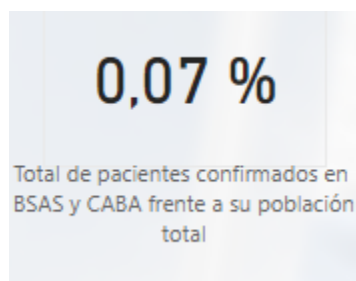 0,07 %
Total de pacientes confirmados en
BSAS y CABA frente a su población
total